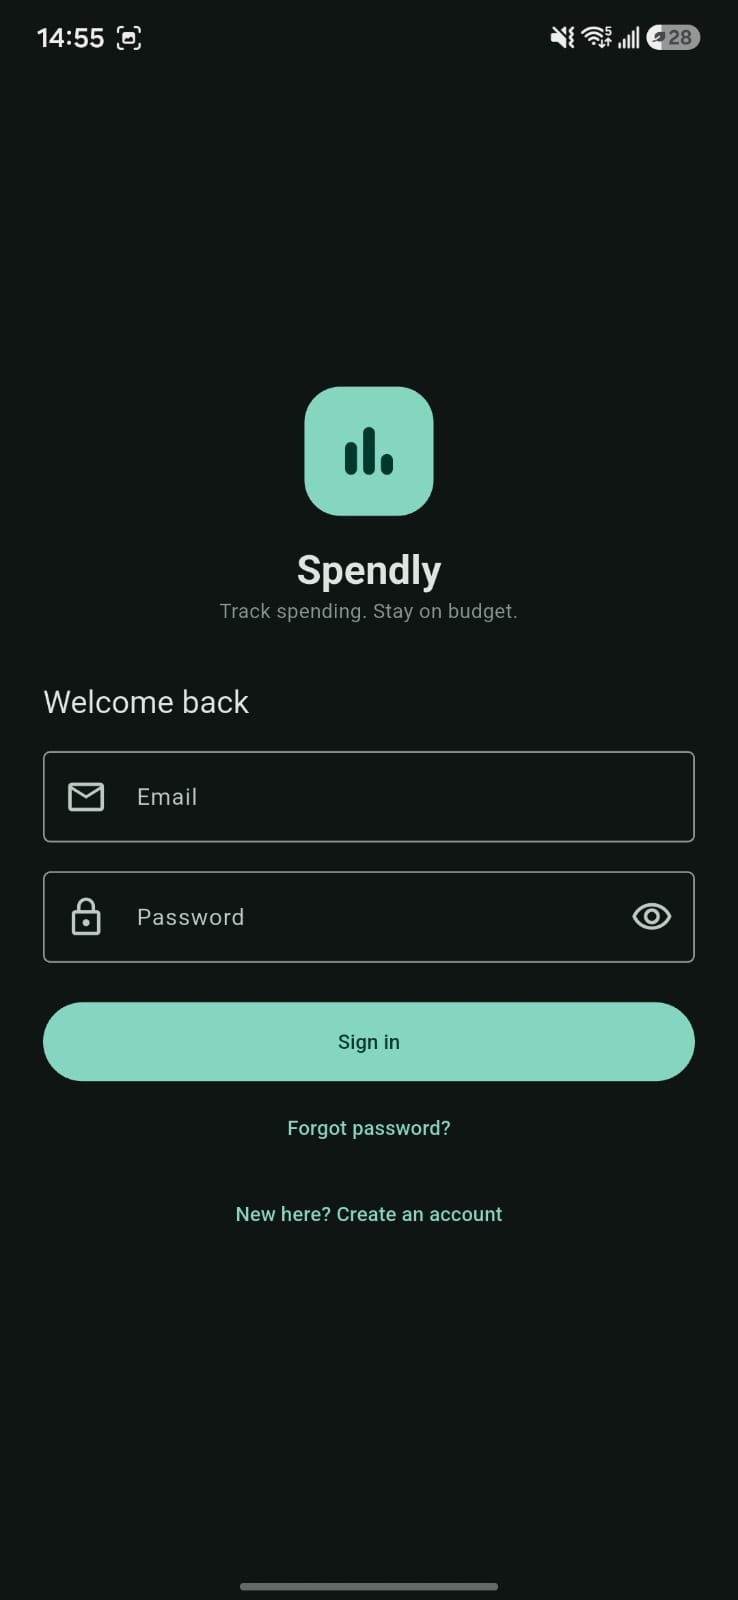 14:55
5
28
Spendly
Track spending. Stay on budget.
Welcome back
Email
Password
Sign in
Forgot password?
New here? Create an account